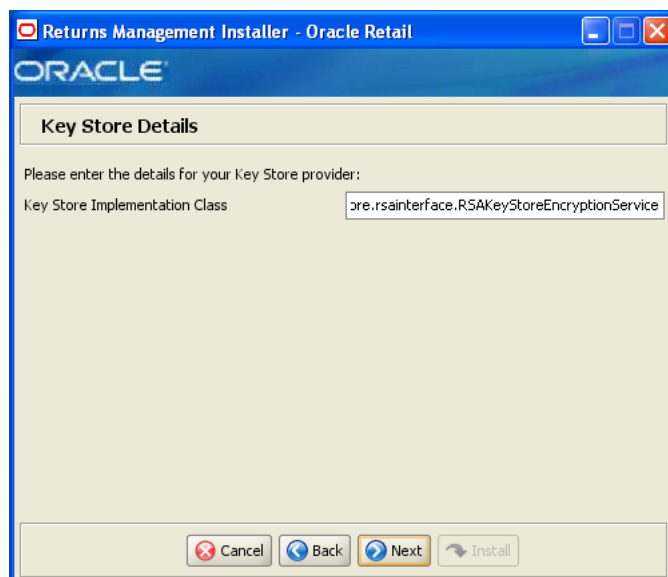 Returns Management Installer - Oracle Retail
ORACLE
Key Store Details
Please enter the details for your Key Store provider:
Key Store Implementation Class ore.rsainterface.RSAKeyStoreEncryptionService
Cancel Back Next Install